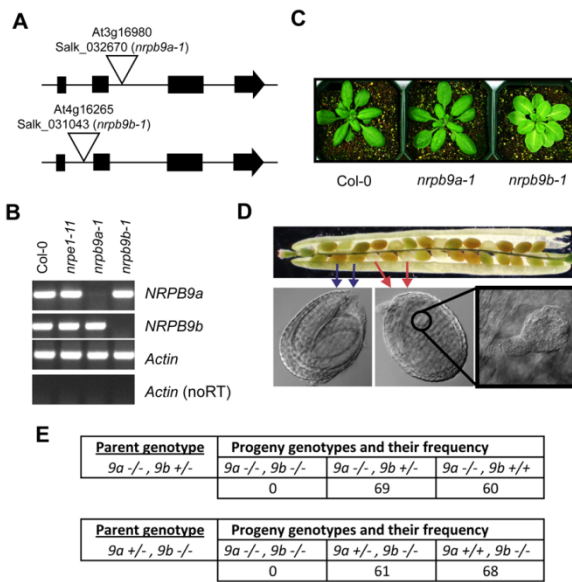 A
At3g16980
Salk_032670 (nrpb9a-1)
At4g16265
Salk_031043 (nrpb9b-1)
B
Col-0
nrpe1-11
nrpb9a-1
nrpb9b-1
NRPB9a
NRPB9b
Actin
Actin (noRT)
C
Col-0
nrpb9a-1
nrpb9b-1
D
E
Parent genotype
Progeny genotypes and their frequency
9a -/- , 9b +/-
9a -/-, 9b -/-
9a -/-, 9b +/-
9a -/-, 9b +/+
0
69
60
Parent genotype
Progeny genotypes and their frequency
9a +/- , 9b -/-
9a -/-, 9b -/-
9a +/-, 9b -/-
9a +/+, 9b -/-
0
61
68